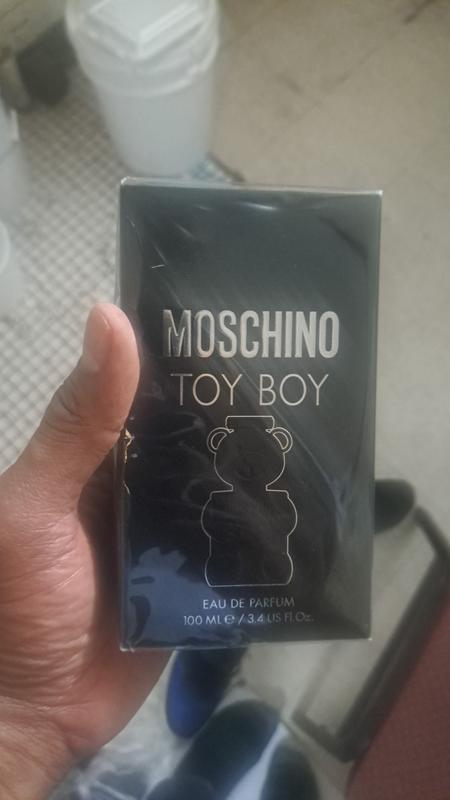 MOSCHINO
TOY BOY
EAU DE PARFUM
100 ML ℮ / 3.4 US Fl.Oz.